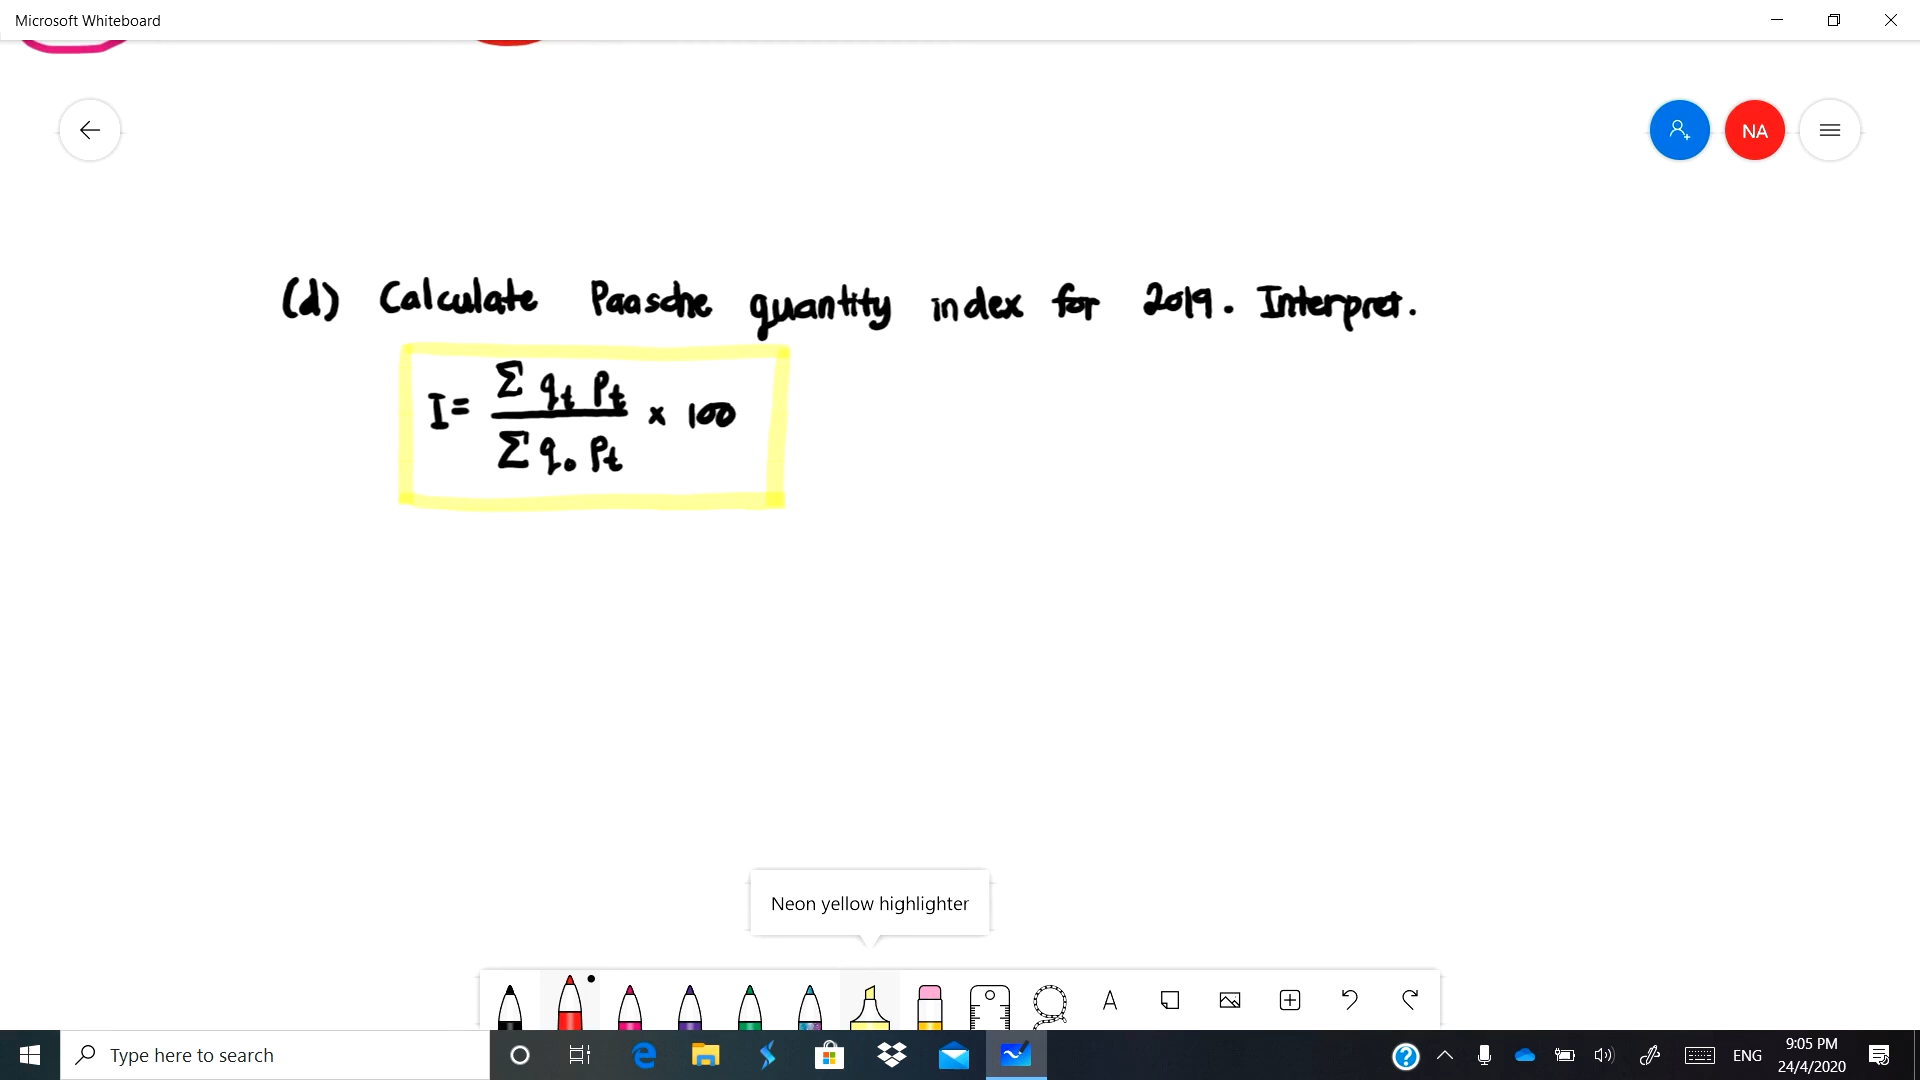 Microsoft Whiteboard
NA
(d) Calculate Paasche quantity index for 2019. Interpret.
I = Σ qt Pt / Σ q0 Pt × 100
Neon yellow highlighter
A
Type here to search
ENG
9:05 PM
24/4/2020